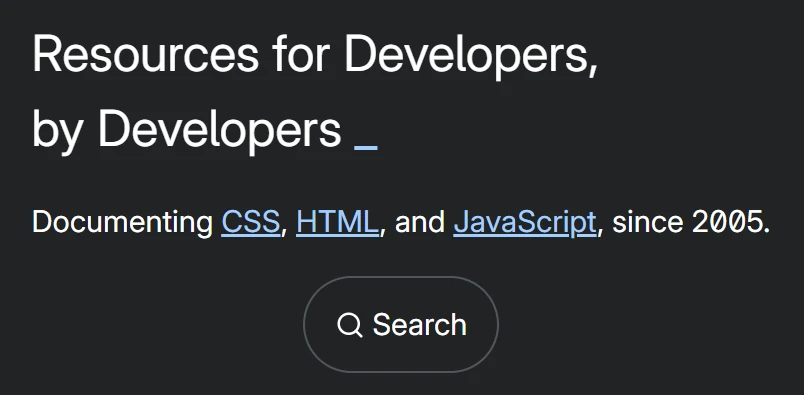 Resources for Developers,
by Developers _
Documenting CSS, HTML, and JavaScript, since 2005.
Search